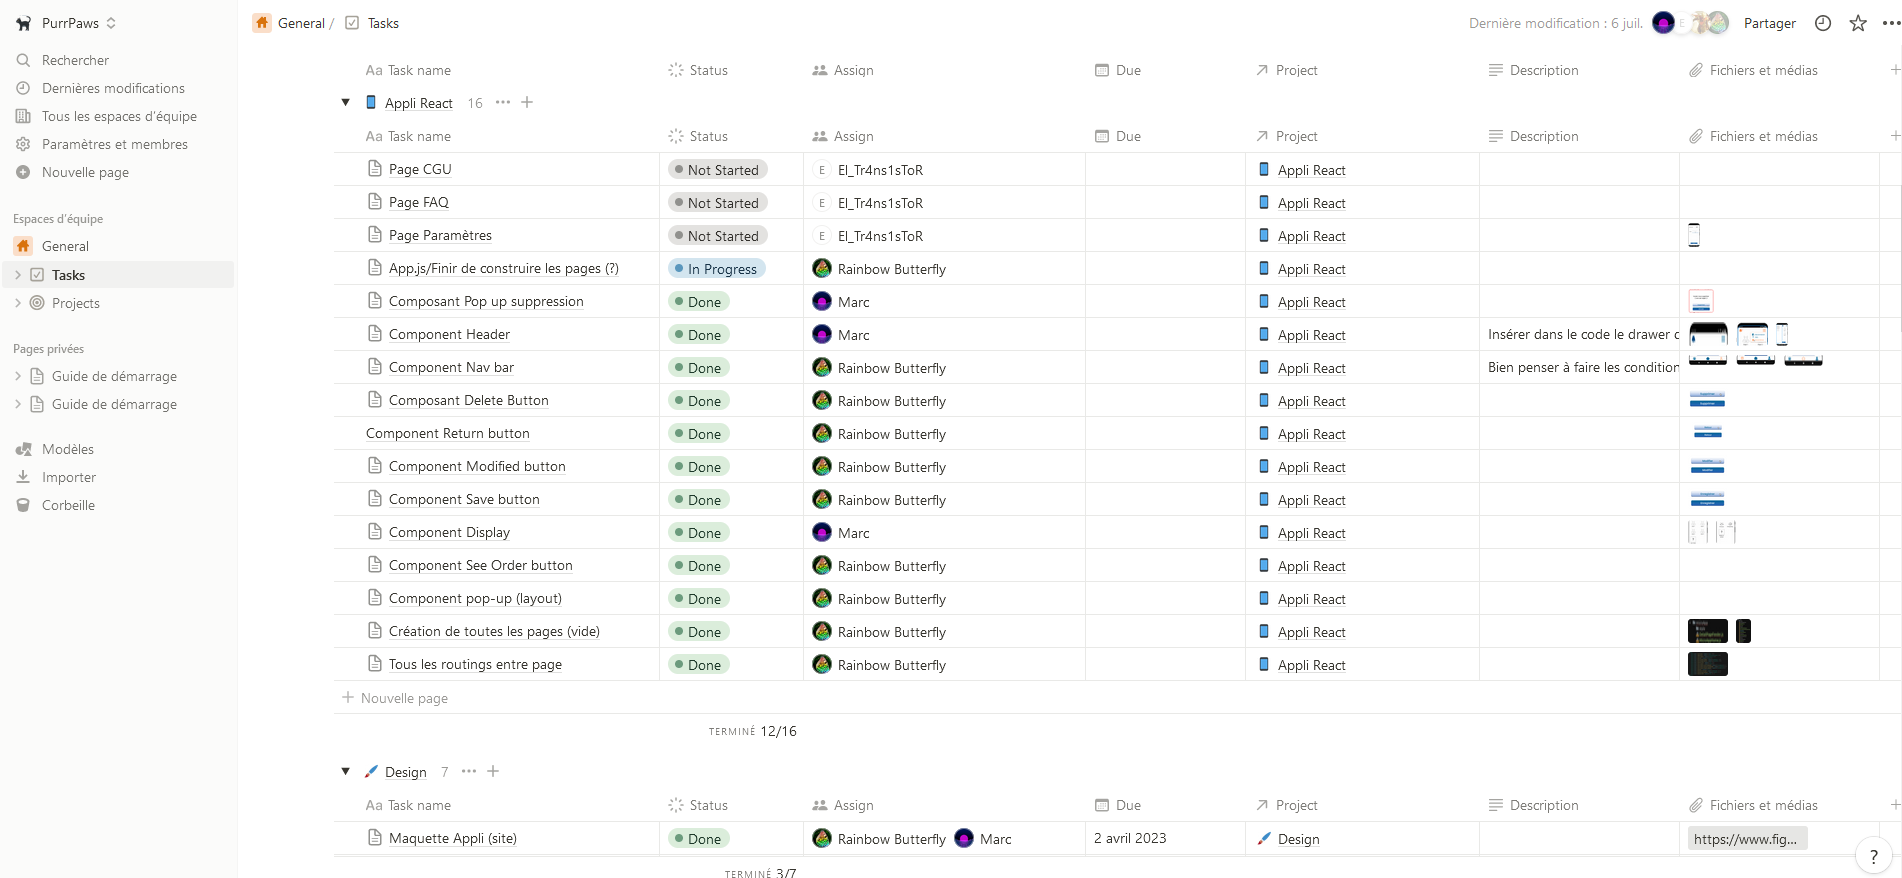 PurrPaws
Rechercher
Dernières modifications
Tous les espaces d'équipe
Paramètres et membres
Nouvelle page
Espaces d'équipe
General
Tasks
Projects
Pages privées
Guide de démarrage
Guide de démarrage
Modèles
Importer
Corbeille
General / Tasks
Dernière modification : 6 juil. E Partager
Aa Task name Status Assign Due Project Description Fichiers et médias
Appli React 16
Aa Task name Status Assign Due Project Description Fichiers et médias
Page CGU Not Started E El_Tr4ns1sToR Appli React
Page FAQ Not Started E El_Tr4ns1sToR Appli React
Page Paramètres Not Started E El_Tr4ns1sToR Appli React
App.js/Finir de construire les pages (?) In Progress Rainbow Butterfly Appli React
Composant Pop up suppression Done Marc Appli React
Component Header Done Marc Appli React Insérer dans le code le drawer
Component Nav bar Done Rainbow Butterfly Appli React Bien penser à faire les condition
Composant Delete Button Done Rainbow Butterfly Appli React
Component Return button Done Rainbow Butterfly Appli React
Component Modified button Done Rainbow Butterfly Appli React
Component Save button Done Rainbow Butterfly Appli React
Component Display Done Marc Appli React
Component See Order button Done Rainbow Butterfly Appli React
Component pop-up (layout) Done Rainbow Butterfly Appli React
Création de toutes les pages (vide) Done Rainbow Butterfly Appli React
Tous les routings entre page Done Rainbow Butterfly Appli React
Nouvelle page
TERMINÉ 12/16
Design 7
Aa Task name Status Assign Due Project Description Fichiers et médias
Maquette Appli (site) Done Rainbow Butterfly Marc 2 avril 2023 Design https://www.fig...
?
TERMINÉ 3/7